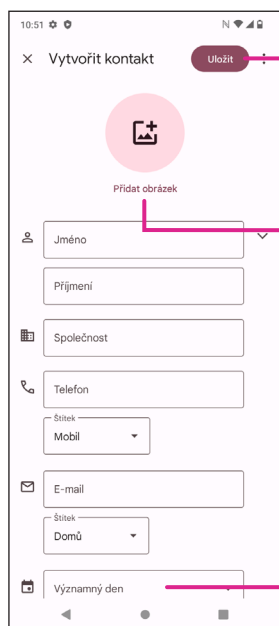 10:51
Vytvořit kontakt
Uložit
Přidat obrázek
Jméno
Příjmení
Společnost
Telefon
Štítek
Mobil
E-mail
Štítek
Domů
Významný den